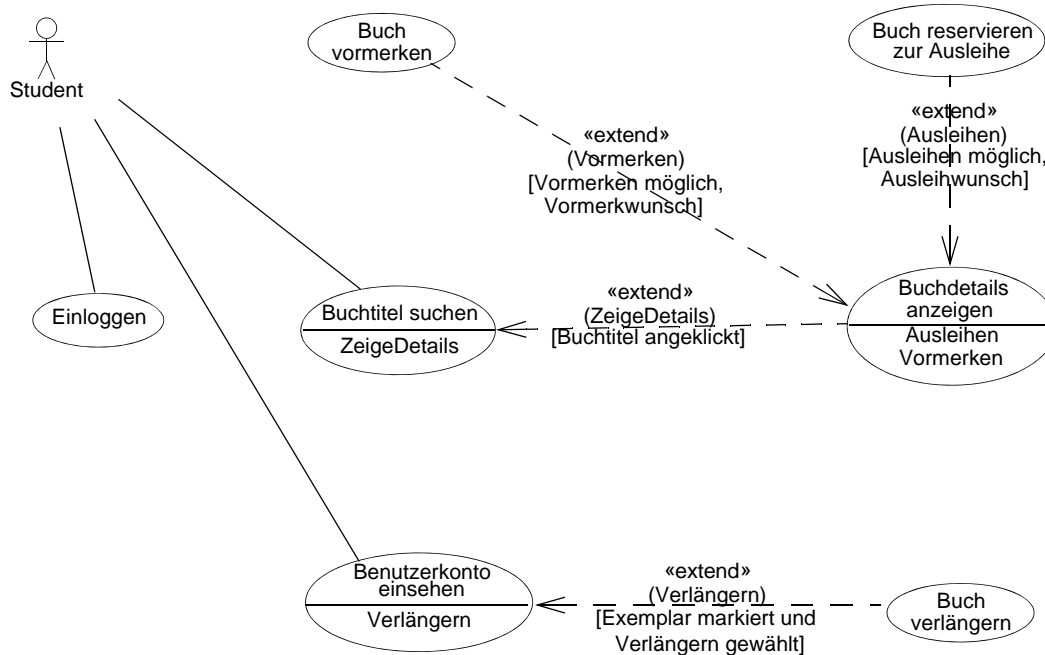 Student
Buch
vormerken
Buch reservieren
zur Ausleihe
«extend»
(Vormerken)
[Vormerken möglich,
Vormerkwunsch]
«extend»
(Ausleihen)
[Ausleihen möglich,
Ausleihwunsch]
Einloggen
Buchtitel suchen
ZeigeDetails
«extend»
(ZeigeDetails)
[Buchtitel angeklickt]
Buchdetails
anzeigen
Ausleihen
Vormerken
Benutzerkonto
einsehen
Verlängern
«extend»
(Verlängern)
[Exemplar markiert und
Verlängern gewählt]
Buch
verlängern